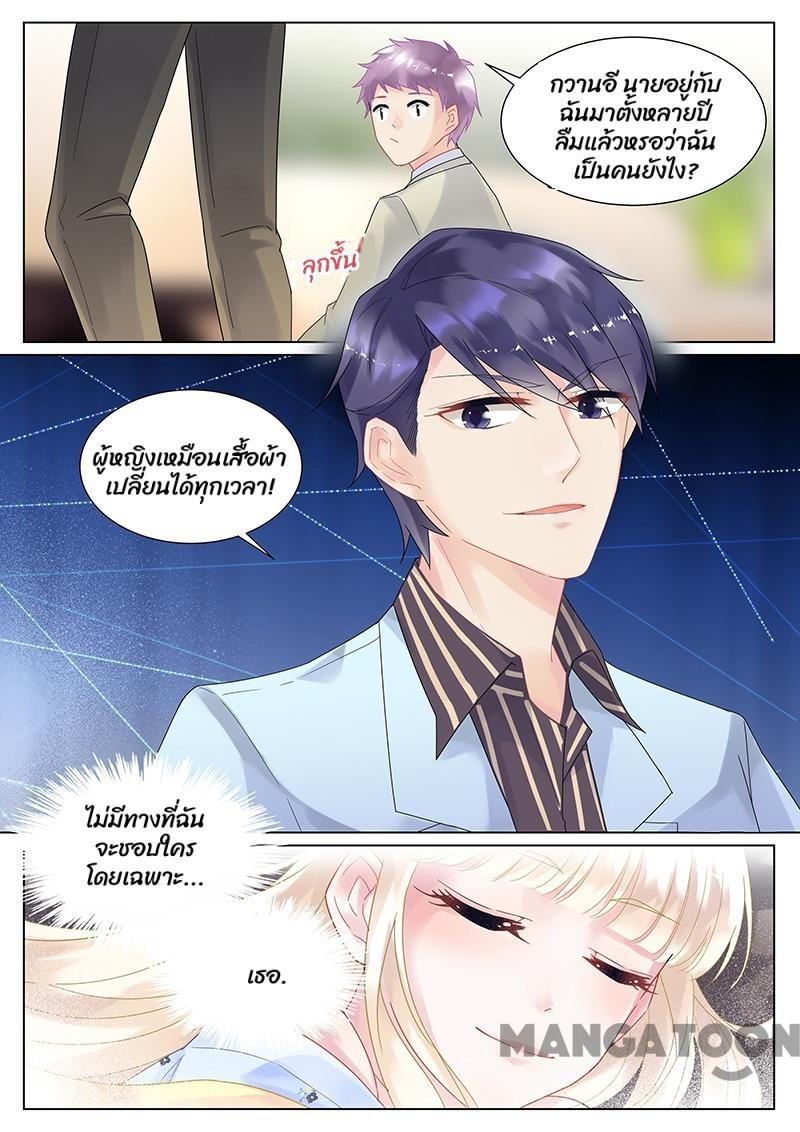 กวานอี นายอยู่กับ
ฉันมาตั้งหลายปี
ลืมแล้วหรอว่าฉัน
เป็นคนยังไง?
ลุกขึ้น
ผู้หญิงเหมือนเสื้อผ้า
เปลี่ยนได้ทุกเวลา!
ไม่มีทางที่ฉัน
จะชอบใคร
โดยเฉพาะ...
เธอ.
MANGATOON